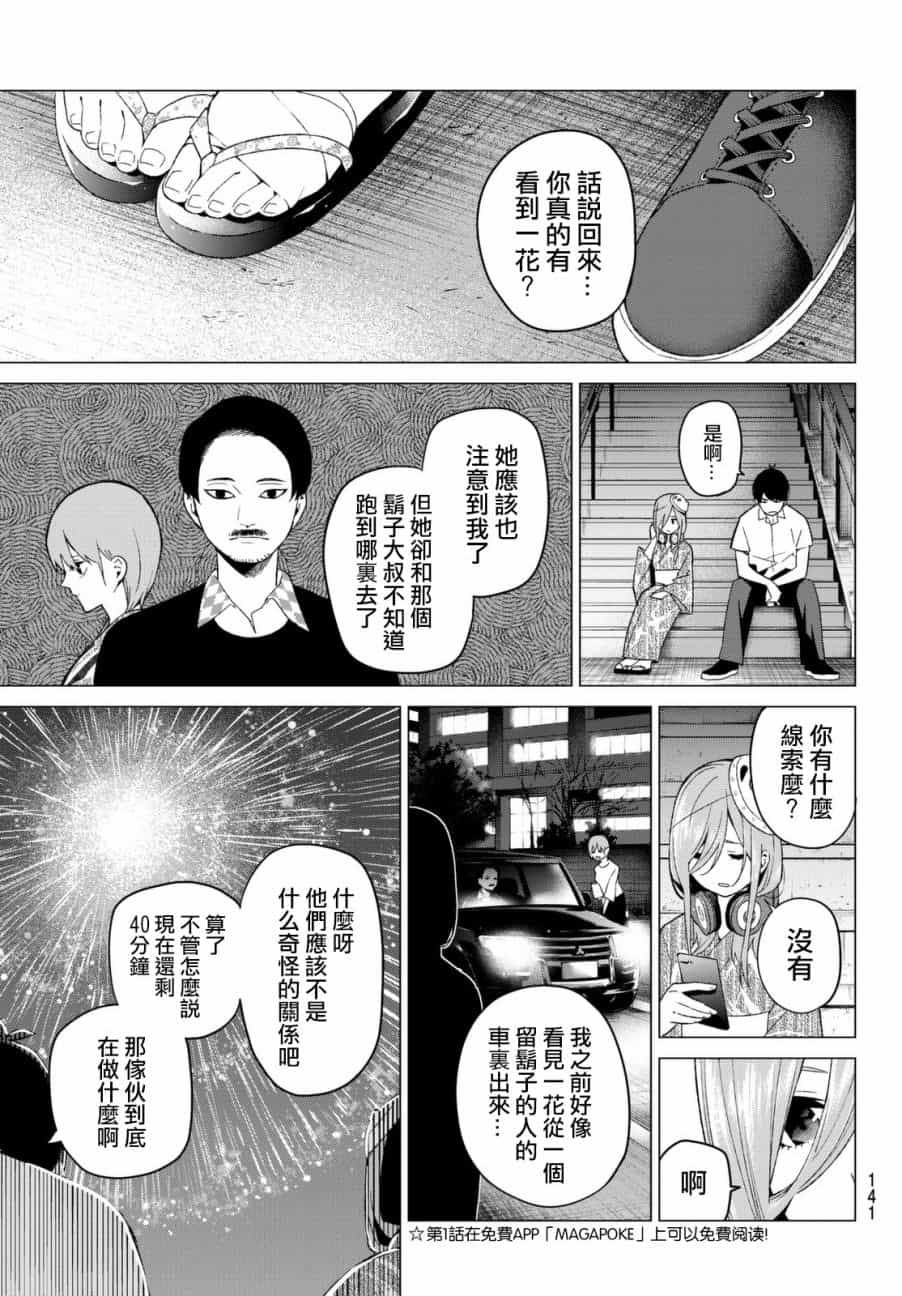 話説回來…
你真的有
看到一花？
是啊…
她應該也
注意到我了
但她卻和那個
鬍子大叔不知道
跑到哪裏去了
你有什麼
線索麼？
沒有
啊
我之前好像
看見一花從一個
留鬍子的人的
車裏出來…
什麼呀
他們應該不是
什么奇怪的關係吧
算了
不管怎麼說
現在還剩
40分鐘
那傢伙到底
在做什麼啊
141
☆第1話在免費APP「MAGAPOKE」上可以免費阅读!